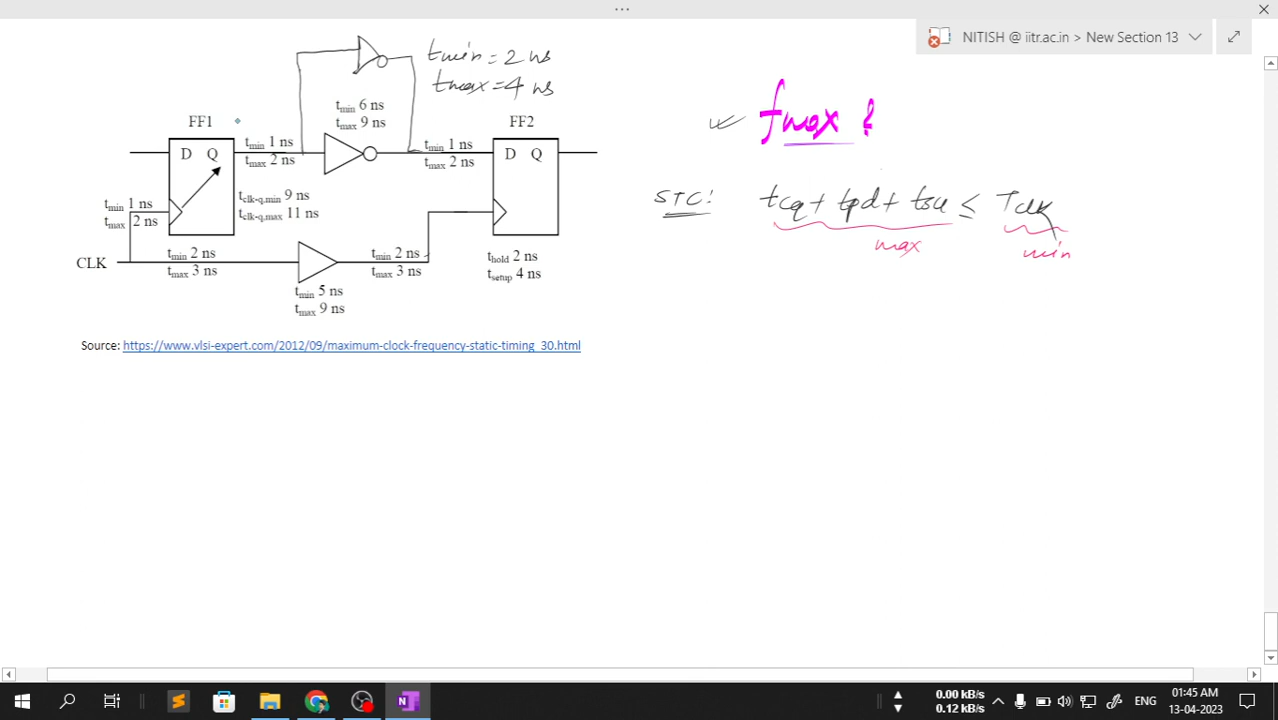 ...
NITISH @ iitr.ac.in > New Section 13
tmin = 2 ns
tmax = 4 ns
tmin 6 ns
tmax 9 ns
fmax ?
FF1
FF2
D Q
tmin 1 ns
tmax 2 ns
tmin 1 ns
tmax 2 ns
D Q
tclk-q.min 9 ns
tclk-q.max 11 ns
tmin 1 ns
tmax 2 ns
STC:
tcq + tpd + tsu ≤ Tclk
max
min
CLK
tmin 2 ns
tmax 3 ns
tmin 2 ns
tmax 3 ns
thold 2 ns
tsetup 4 ns
tmin 5 ns
tmax 9 ns
Source: https://www.vlsi-expert.com/2012/09/maximum-clock-frequency-static-timing_30.html
0.00 kB/s
0.12 kB/s
ENG
01:45 AM
13-04-2023